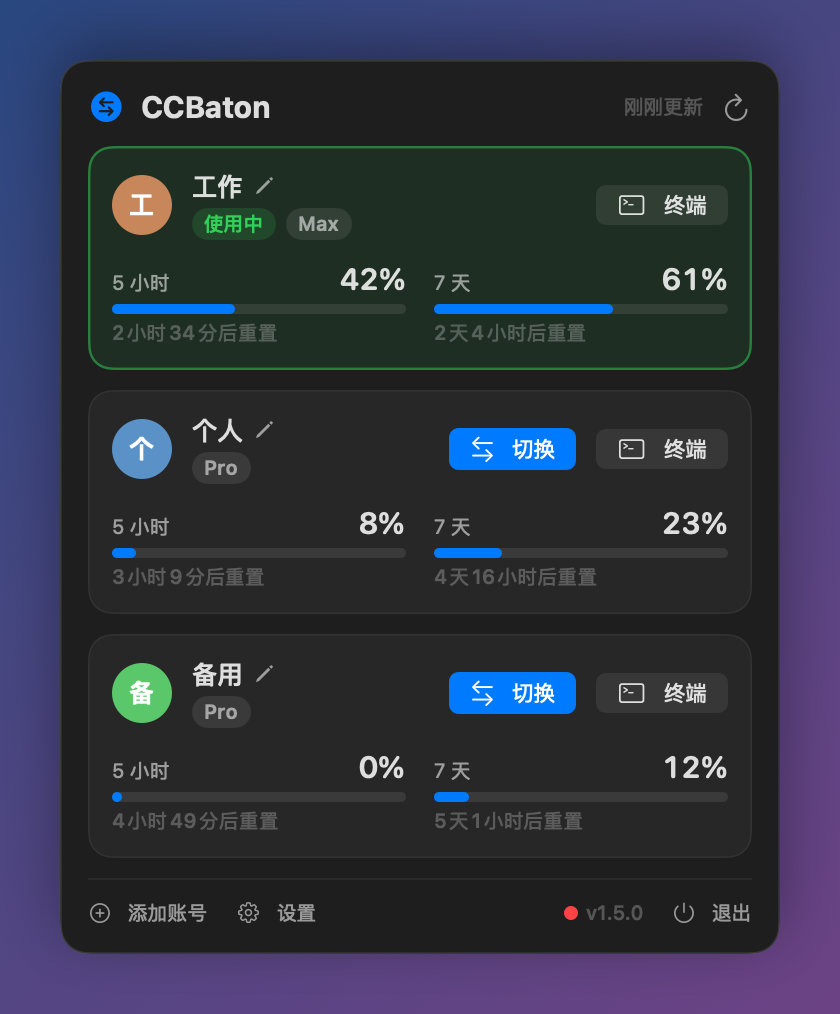 CCBaton 刚刚更新
工 工作
使用中 Max 终端
5 小时 42% 7 天 61%
2小时34分后重置 2天4小时后重置
个 个人
Pro 切换 终端
5 小时 8% 7 天 23%
3小时9分后重置 4天16小时后重置
备 备用
Pro 切换 终端
5 小时 0% 7 天 12%
4小时49分后重置 5天1小时后重置
添加账号 设置 v1.5.0 退出